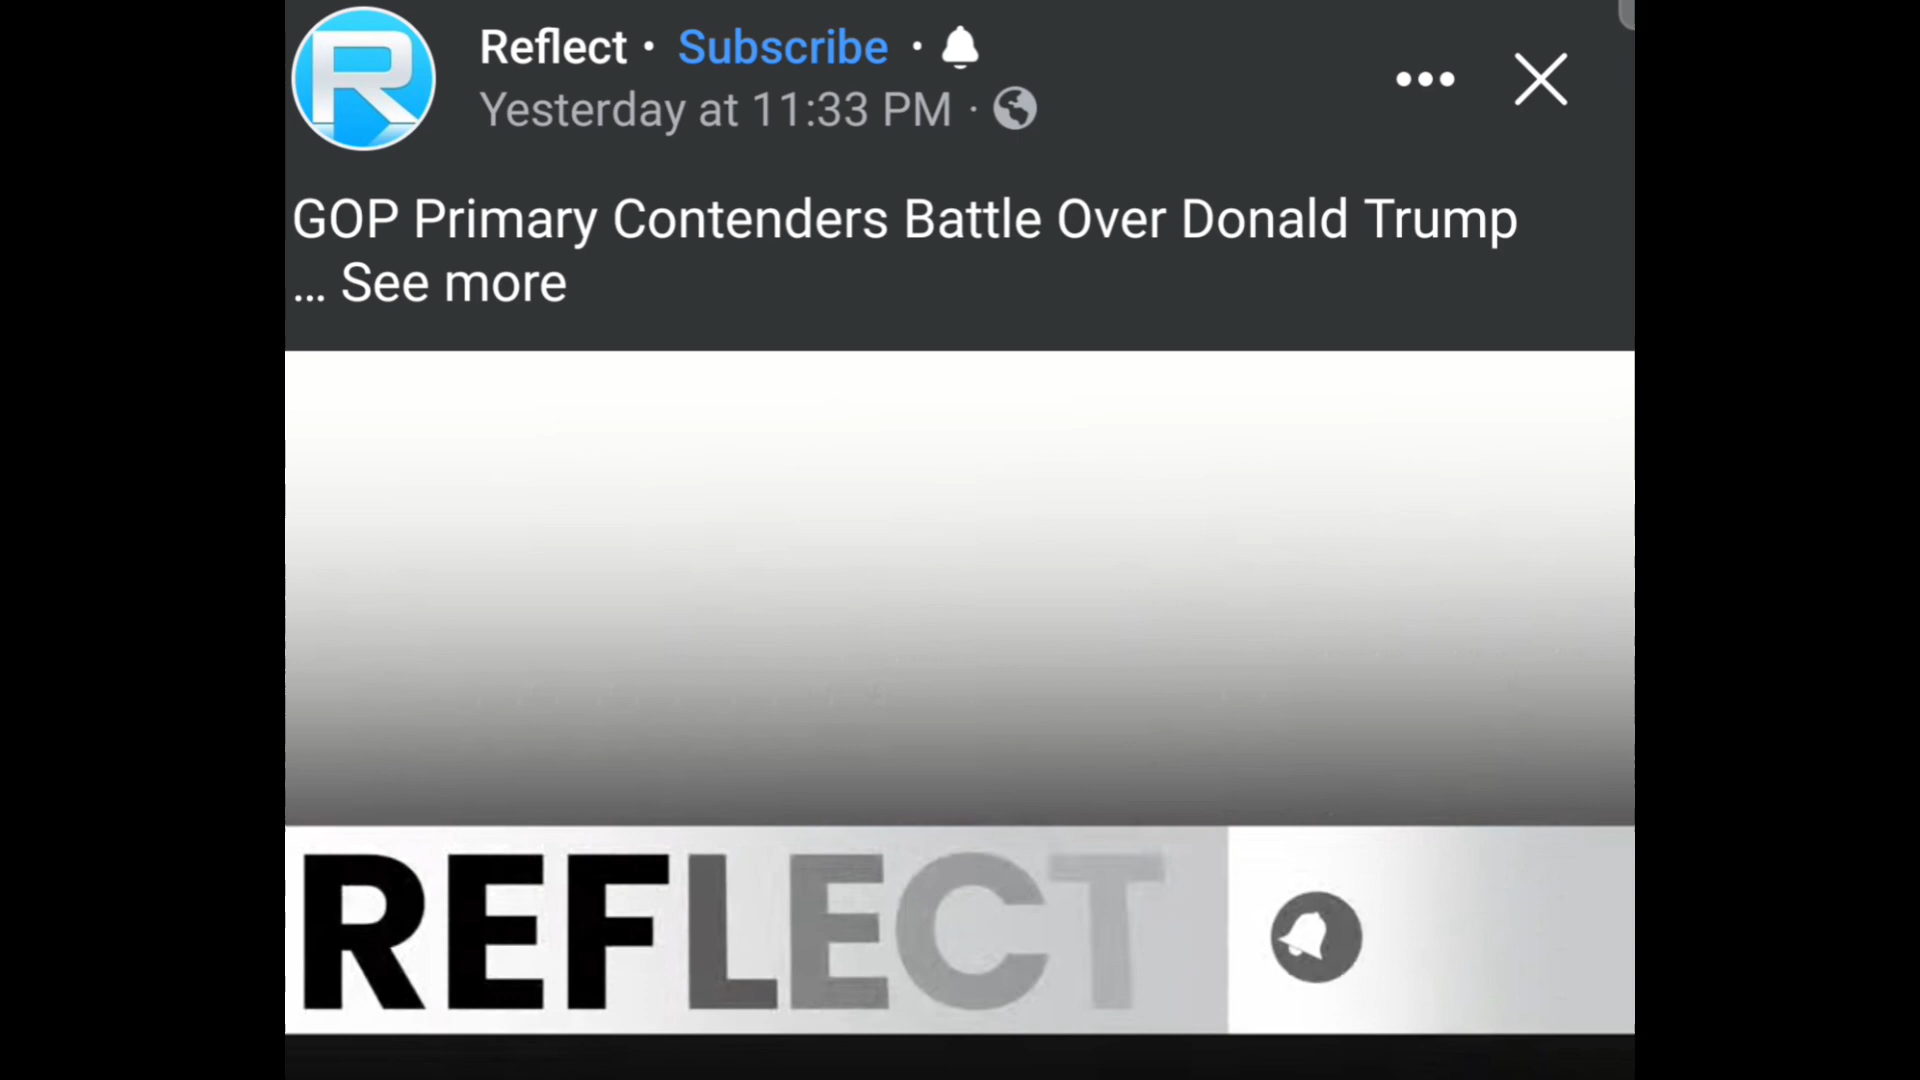 R
Reflect · Subscribe ·
Yesterday at 11:33 PM ·
GOP Primary Contenders Battle Over Donald Trump
... See more
REFLECT